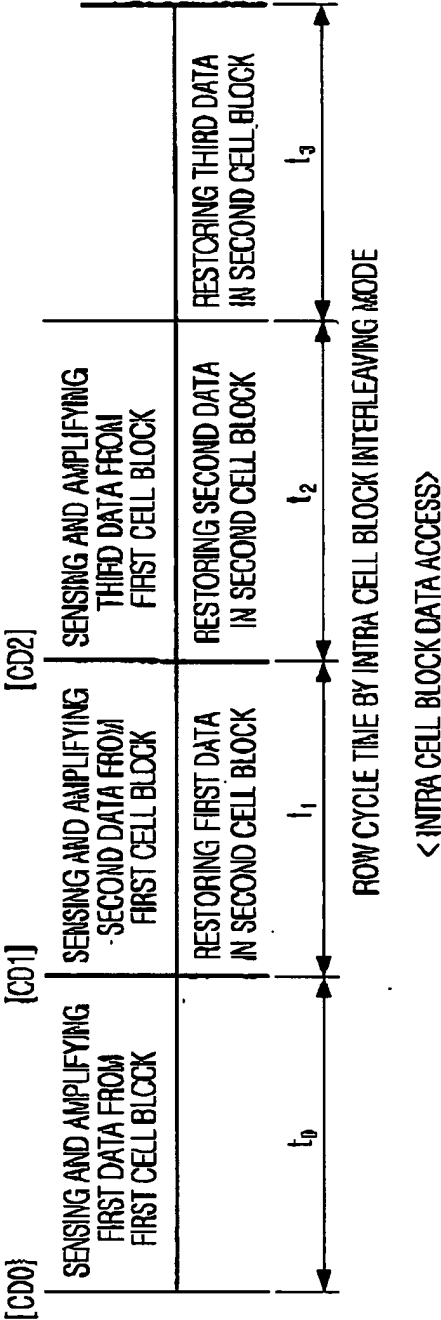 [CD0]
[CD1]
[CD2]
SENSING AND AMPLIFYING
FIRST DATA FROM
FIRST CELL BLOCK
SENSING AND AMPLIFYING
SECOND DATA FROM
FIRST CELL BLOCK
SENSING AND AMPLIFYING
THIRD DATA FROM
FIRST CELL BLOCK
RESTORING FIRST DATA
IN SECOND CELL BLOCK
RESTORING SECOND DATA
IN SECOND CELL BLOCK
RESTORING THIRD DATA
IN SECOND CELL BLOCK
t0
t1
t2
t3
ROW CYCLE TIME BY INTRA CELL BLOCK INTERLEAVING MODE
<INTRA CELL BLOCK DATA ACCESS>